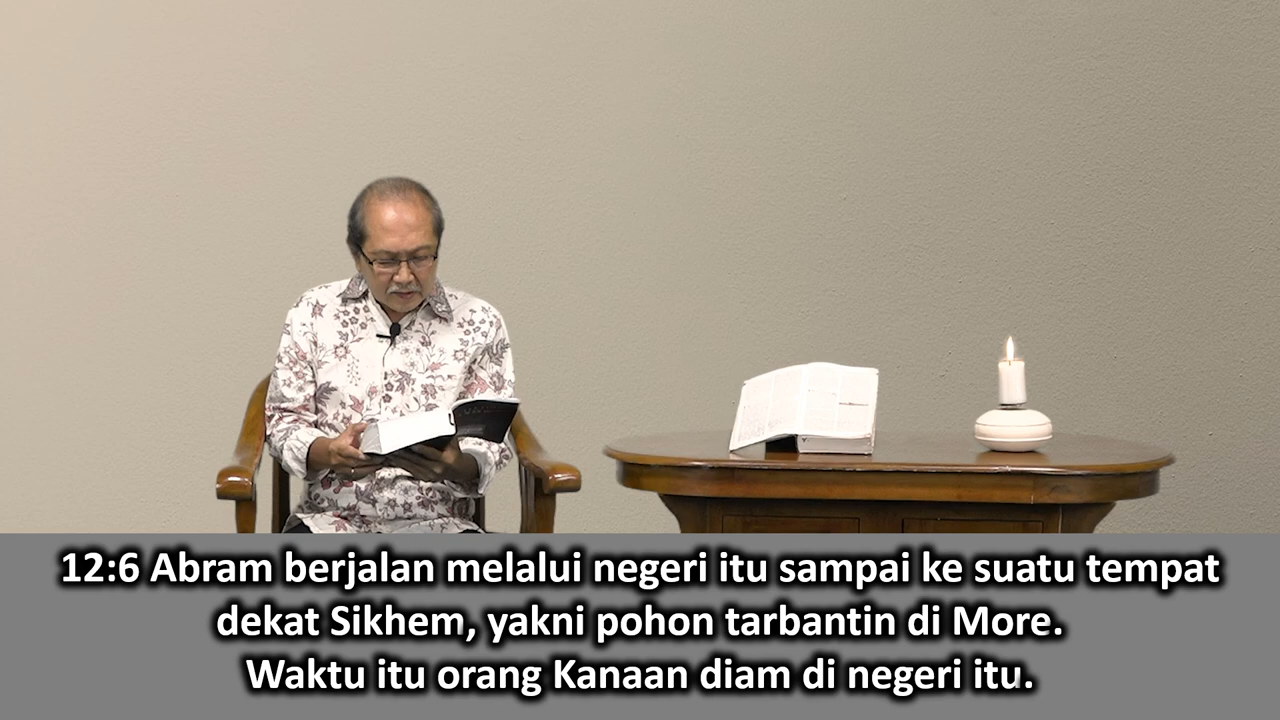 12:6 Abram berjalan melalui negeri itu sampai ke suatu tempat
dekat Sikhem, yakni pohon tarbantin di More.
Waktu itu orang Kanaan diam di negeri itu.